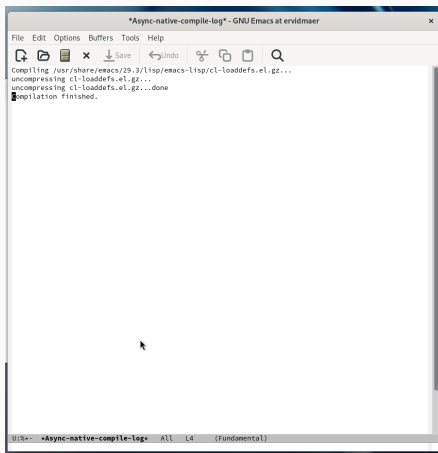 *Async-native-compile-log* - GNU Emacs at ervidmaer
File Edit Options Buffers Tools Help
Save Undo
Compiling /usr/share/emacs/29.3/lisp/emacs-lisp/cl-loaddefs.el.gz...
uncompressing cl-loaddefs.el.gz...
uncompressing cl-loaddefs.el.gz...done
Compilation finished.
U:%*- *Async-native-compile-log* All L4 (Fundamental)